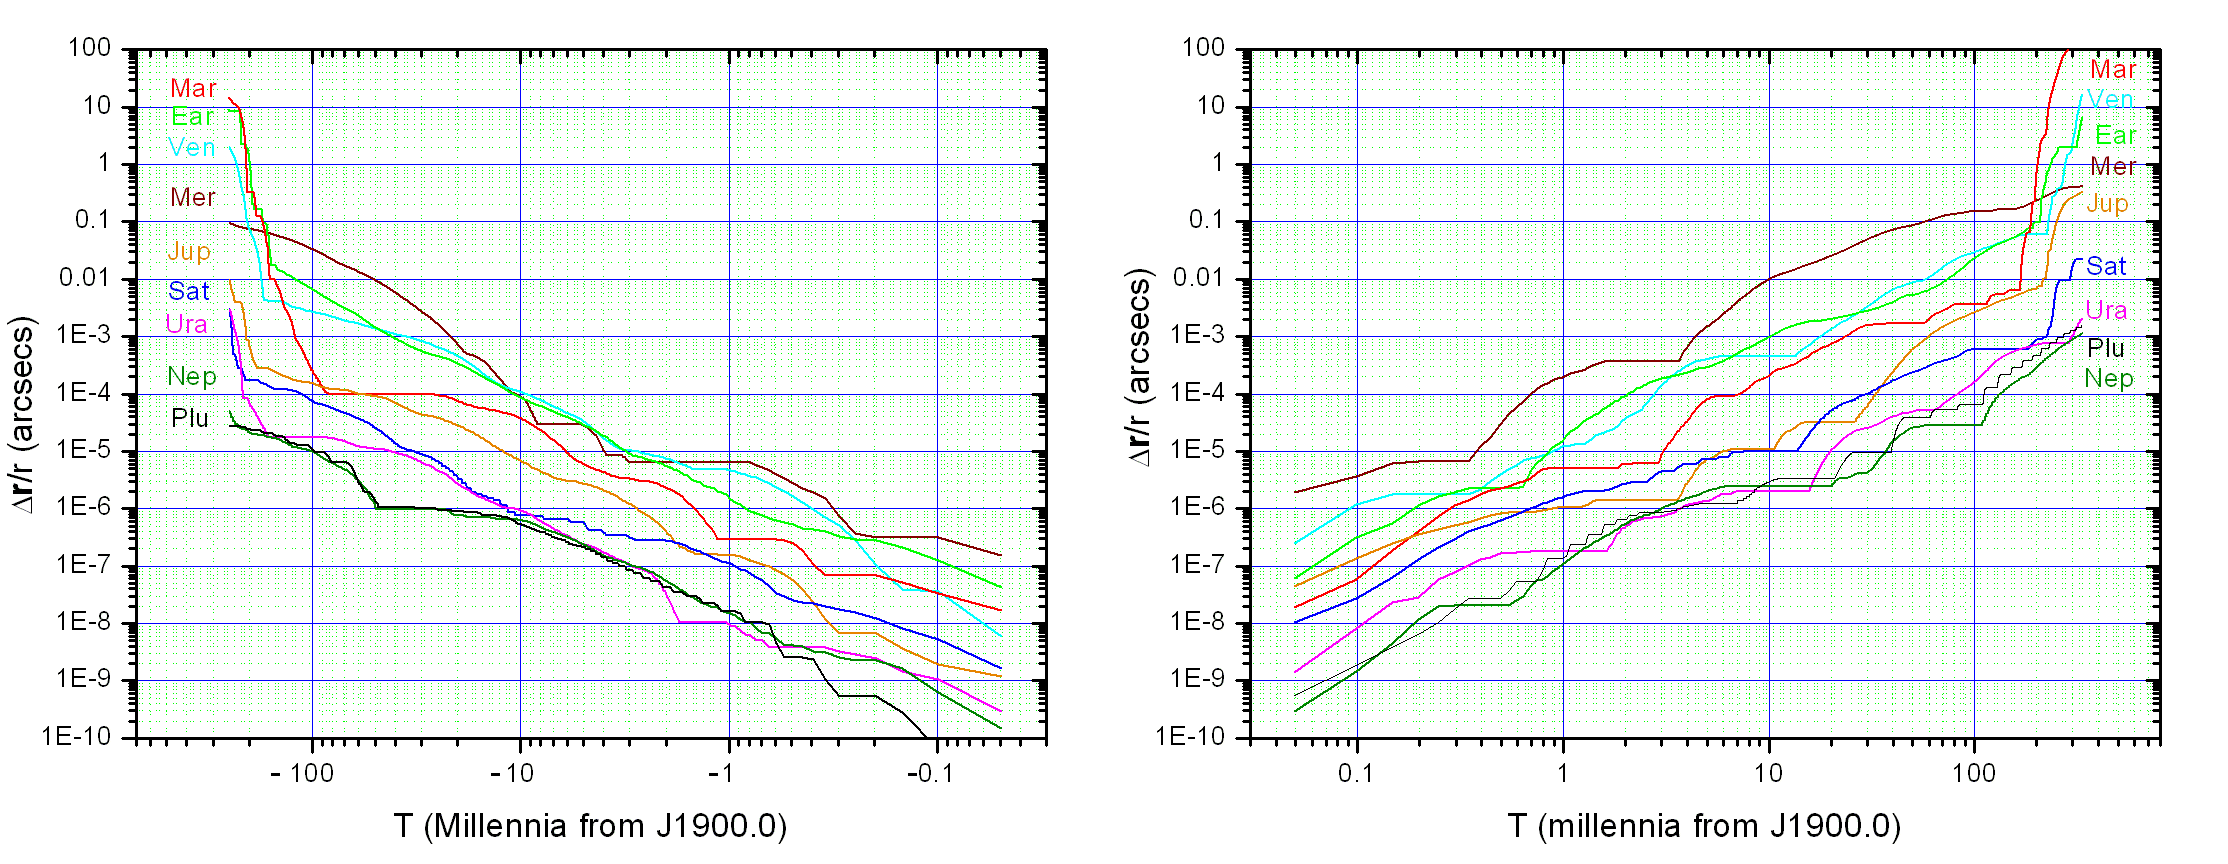 100
10
1
0.1
0.01
1E-3
1E-4
1E-5
1E-6
1E-7
1E-8
1E-9
1E-10
Δr/r (arcsecs)
Mar
Ear
Ven
Mer
Jup
Sat
Ura
Nep
Plu
-100 -10 -1 -0.1
T (Millennia from J1900.0)
100
10
1
0.1
0.01
1E-3
1E-4
1E-5
1E-6
1E-7
1E-8
1E-9
1E-10
Δr/r (arcsecs)
Mar
Ven
Ear
Mer
Jup
Sat
Ura
Plu
Nep
0.1 1 10 100
T (millennia from J1900.0)